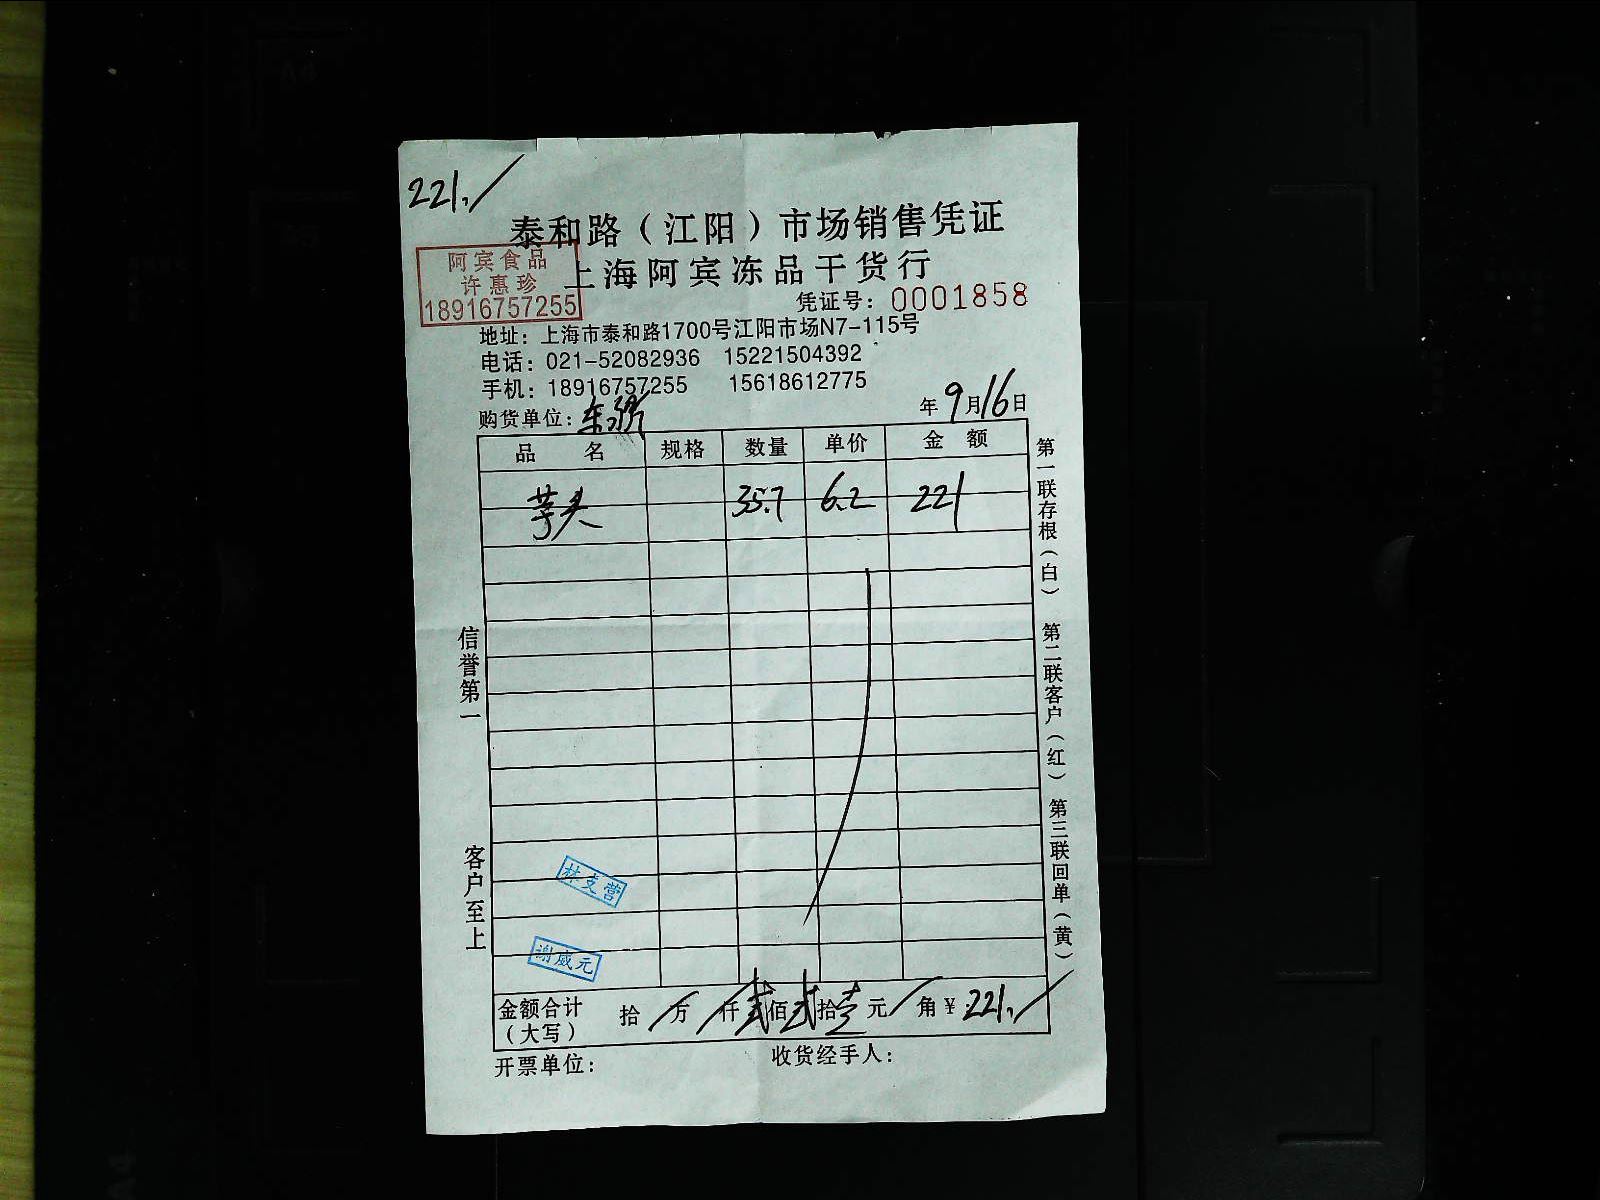 221./
泰和路（江阳）市场销售凭证
阿宾食品
许惠珍
18916757255
上海阿宾冻品干货行
凭证号：0001858
地址：上海市泰和路1700号江阳市场N7-115号
电话：021-52082936 15221504392
手机：18916757255 15618612775
购货单位：
年9月16日
品名 规格 数量 单价 金额
芋头 35.7 6.2 221
第一联存根（白） 第二联客户（红） 第三联回单（黄）
信誉第一
客户至上
林支营
谢威元
金额合计（大写） 拾/万/仟贰佰贰拾壹元/角￥：221./
开票单位： 收货经手人：